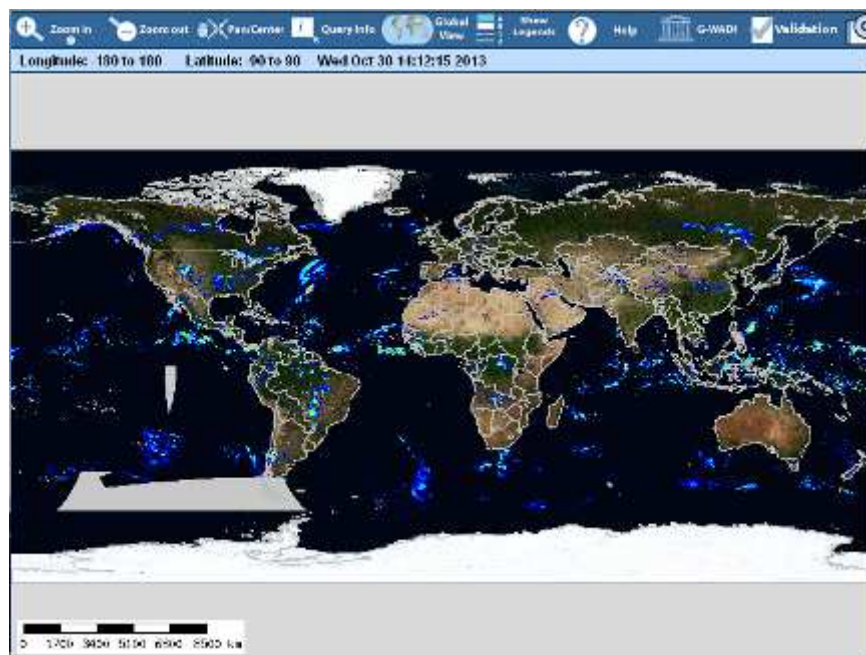 Zoom in Zoom out Pan/Center Query Info Global View Show Legends Help G-WADI Validation
Longitude: -180 to 180 Latitude: -90 to 90 Wed Oct 30 14:12:15 2013
0 1700 3400 5100 6800 8500 km